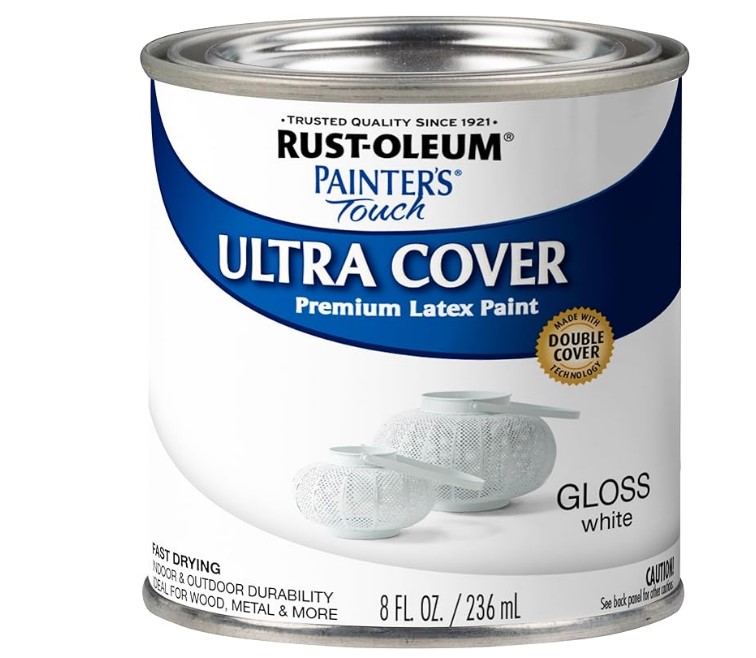 •TRUSTED QUALITY SINCE 1921•
RUST-OLEUM®
PAINTER'S®
Touch
ULTRA COVER
Premium Latex Paint
MADE WITH
DOUBLE
COVER
TECHNOLOGY
GLOSS
white
FAST DRYING
INDOOR & OUTDOOR DURABILITY
IDEAL FOR WOOD, METAL & MORE
8 FL. OZ. / 236 mL
CAUTION!
See back panel for other cautions.